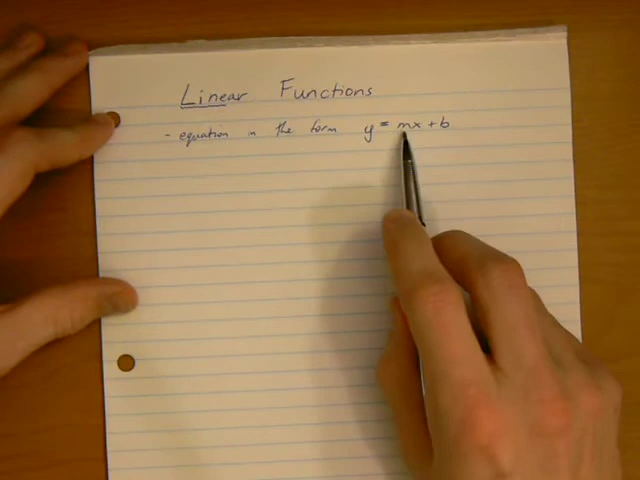 Linear Functions
- equation in the form y = mx + b